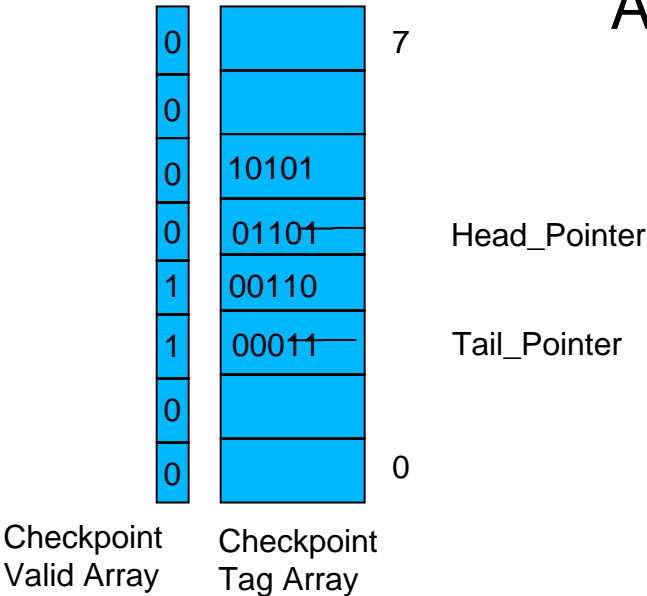 A
0 7
0
0 10101
0 01101 Head_Pointer
1 00110
1 00011 Tail_Pointer
0
0 0
Checkpoint Checkpoint
Valid Array Tag Array